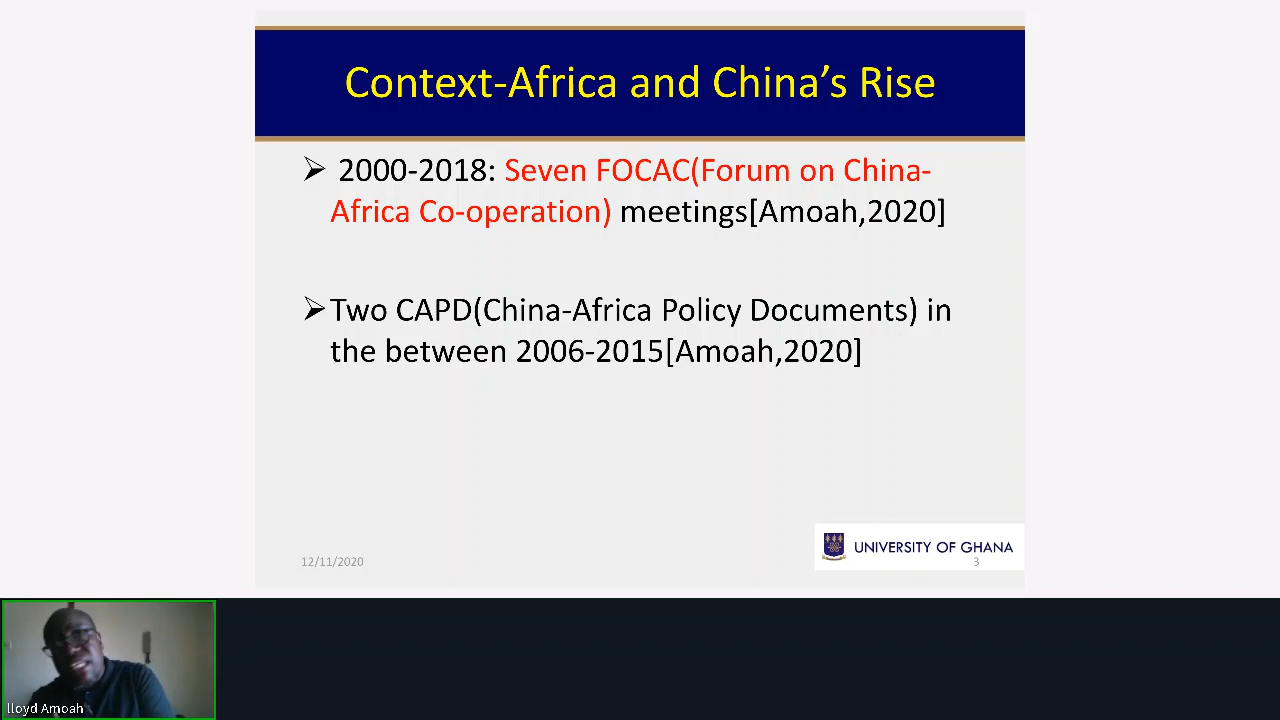 Context-Africa and China’s Rise
➢ 2000-2018: Seven FOCAC(Forum on China-
Africa Co-operation) meetings[Amoah,2020]
➢Two CAPD(China-Africa Policy Documents) in
the between 2006-2015[Amoah,2020]
UNIVERSITY OF GHANA
12/11/2020
3
lloyd Amoah